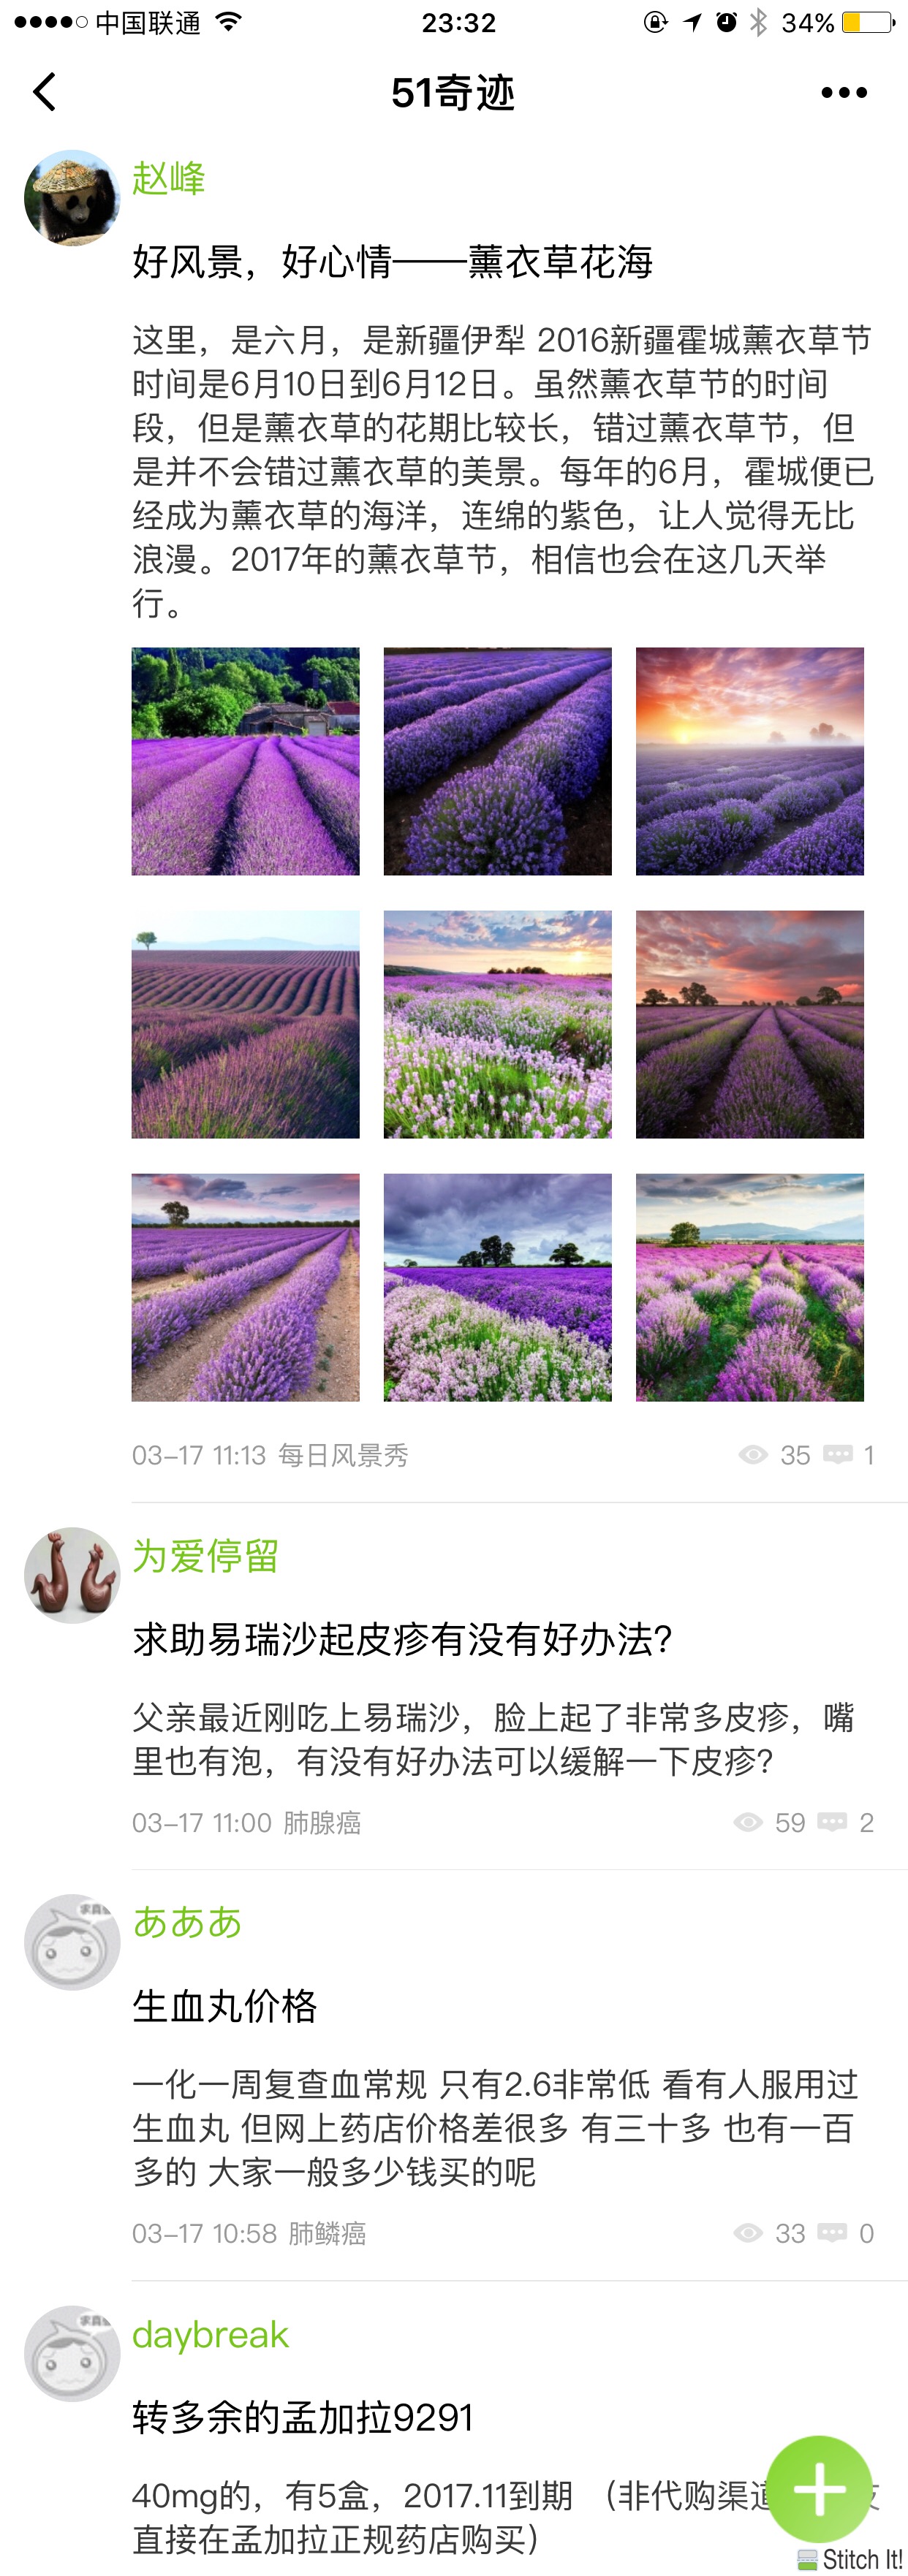 中国联通 23:32 34%
51奇迹
赵峰
好风景，好心情——薰衣草花海
这里，是六月，是新疆伊犁 2016新疆霍城薰衣草节
时间是6月10日到6月12日。虽然薰衣草节的时间
段，但是薰衣草的花期比较长，错过薰衣草节，但
是并不会错过薰衣草的美景。每年的6月，霍城便已
经成为薰衣草的海洋，连绵的紫色，让人觉得无比
浪漫。2017年的薰衣草节，相信也会在这几天举
行。
03-17 11:13 每日风景秀 35 1
为爱停留
求助易瑞沙起皮疹有没有好办法?
父亲最近刚吃上易瑞沙，脸上起了非常多皮疹，嘴
里也有泡，有没有好办法可以缓解一下皮疹?
03-17 11:00 肺腺癌 59 2
求真
あああ
生血丸价格
一化一周复查血常规 只有2.6非常低 看有人服用过
生血丸 但网上药店价格差很多 有三十多 也有一百
多的 大家一般多少钱买的呢
03-17 10:58 肺鳞癌 33 0
求真
daybreak
转多余的孟加拉9291
40mg的，有5盒，2017.11到期 （非代购渠道
直接在孟加拉正规药店购买）
Stitch It!